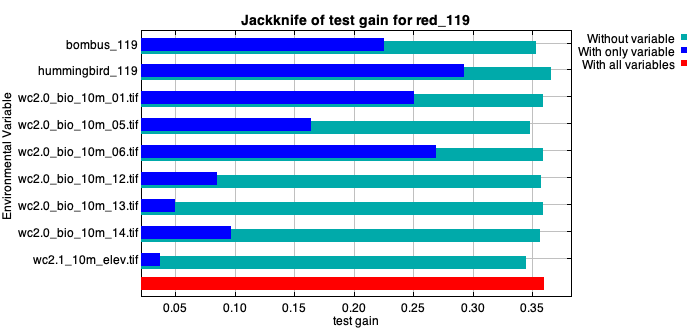 Jackknife of test gain for red_119
Without variable
With only variable
With all variables
Environmental Variable
bombus_119
hummingbird_119
wc2.0_bio_10m_01.tif
wc2.0_bio_10m_05.tif
wc2.0_bio_10m_06.tif
wc2.0_bio_10m_12.tif
wc2.0_bio_10m_13.tif
wc2.0_bio_10m_14.tif
wc2.1_10m_elev.tif
0.05 0.10 0.15 0.20 0.25 0.30 0.35
test gain